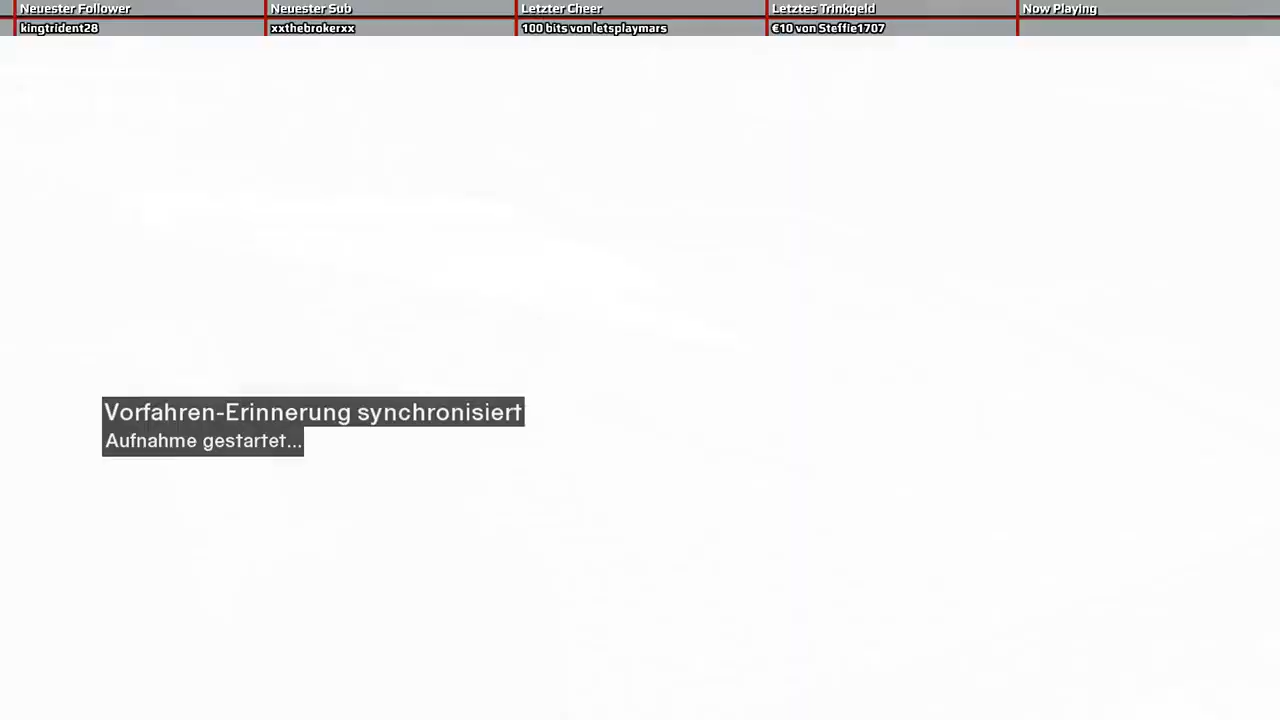 Neuester Follower
Neuester Sub
Letzter Cheer
Letztes Trinkgeld
Now Playing
kingtrident28
xxthebrokerxx
100 bits von letsplaymars
€10 von Steffie1707
Vorfahren-Erinnerung synchronisiert
Aufnahme gestartet...